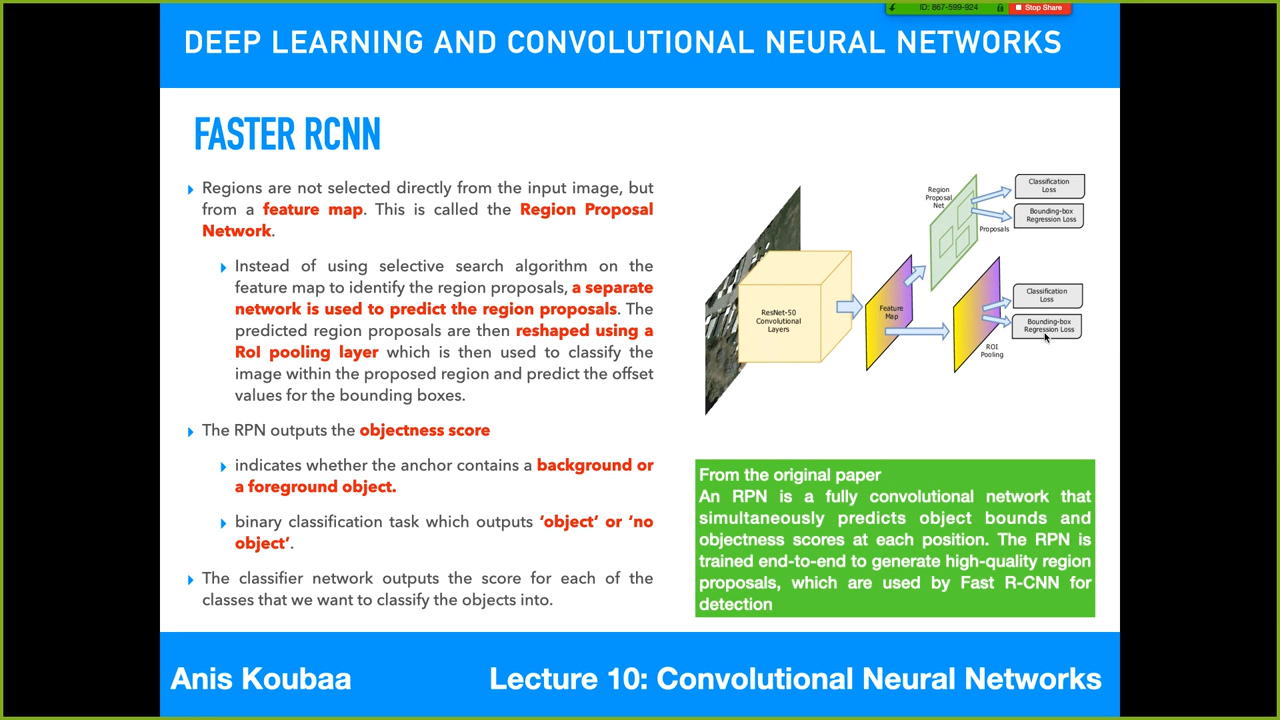 ID: 867-599-924
Stop Share
DEEP LEARNING AND CONVOLUTIONAL NEURAL NETWORKS
FASTER RCNN
Regions are not selected directly from the input image, but
from a feature map. This is called the Region Proposal
Network.
Instead of using selective search algorithm on the
feature map to identify the region proposals, a separate
network is used to predict the region proposals. The
predicted region proposals are then reshaped using a
RoI pooling layer which is then used to classify the
image within the proposed region and predict the offset
values for the bounding boxes.
The RPN outputs the objectness score
indicates whether the anchor contains a background or
a foreground object.
binary classification task which outputs ‘object’ or ‘no
object’.
The classifier network outputs the score for each of the
classes that we want to classify the objects into.
ResNet-50
Convolutional
Layers
Feature
Map
Region
Proposal
Net
Proposals
Classification
Loss
Bounding-box
Regression Loss
ROI
Pooling
Classification
Loss
Bounding-box
Regression Loss
From the original paper
An RPN is a fully convolutional network that
simultaneously predicts object bounds and
objectness scores at each position. The RPN is
trained end-to-end to generate high-quality region
proposals, which are used by Fast R-CNN for
detection
Anis Koubaa
Lecture 10: Convolutional Neural Networks